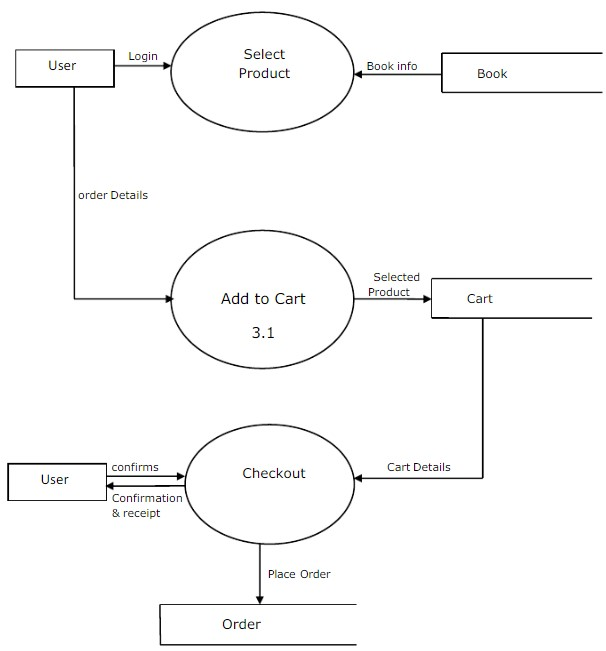 User
Login
Select
Product
Book info
Book
order Details
Add to Cart
3.1
Selected
Product
Cart
User
confirms
Confirmation
& receipt
Checkout
Cart Details
Place Order
Order